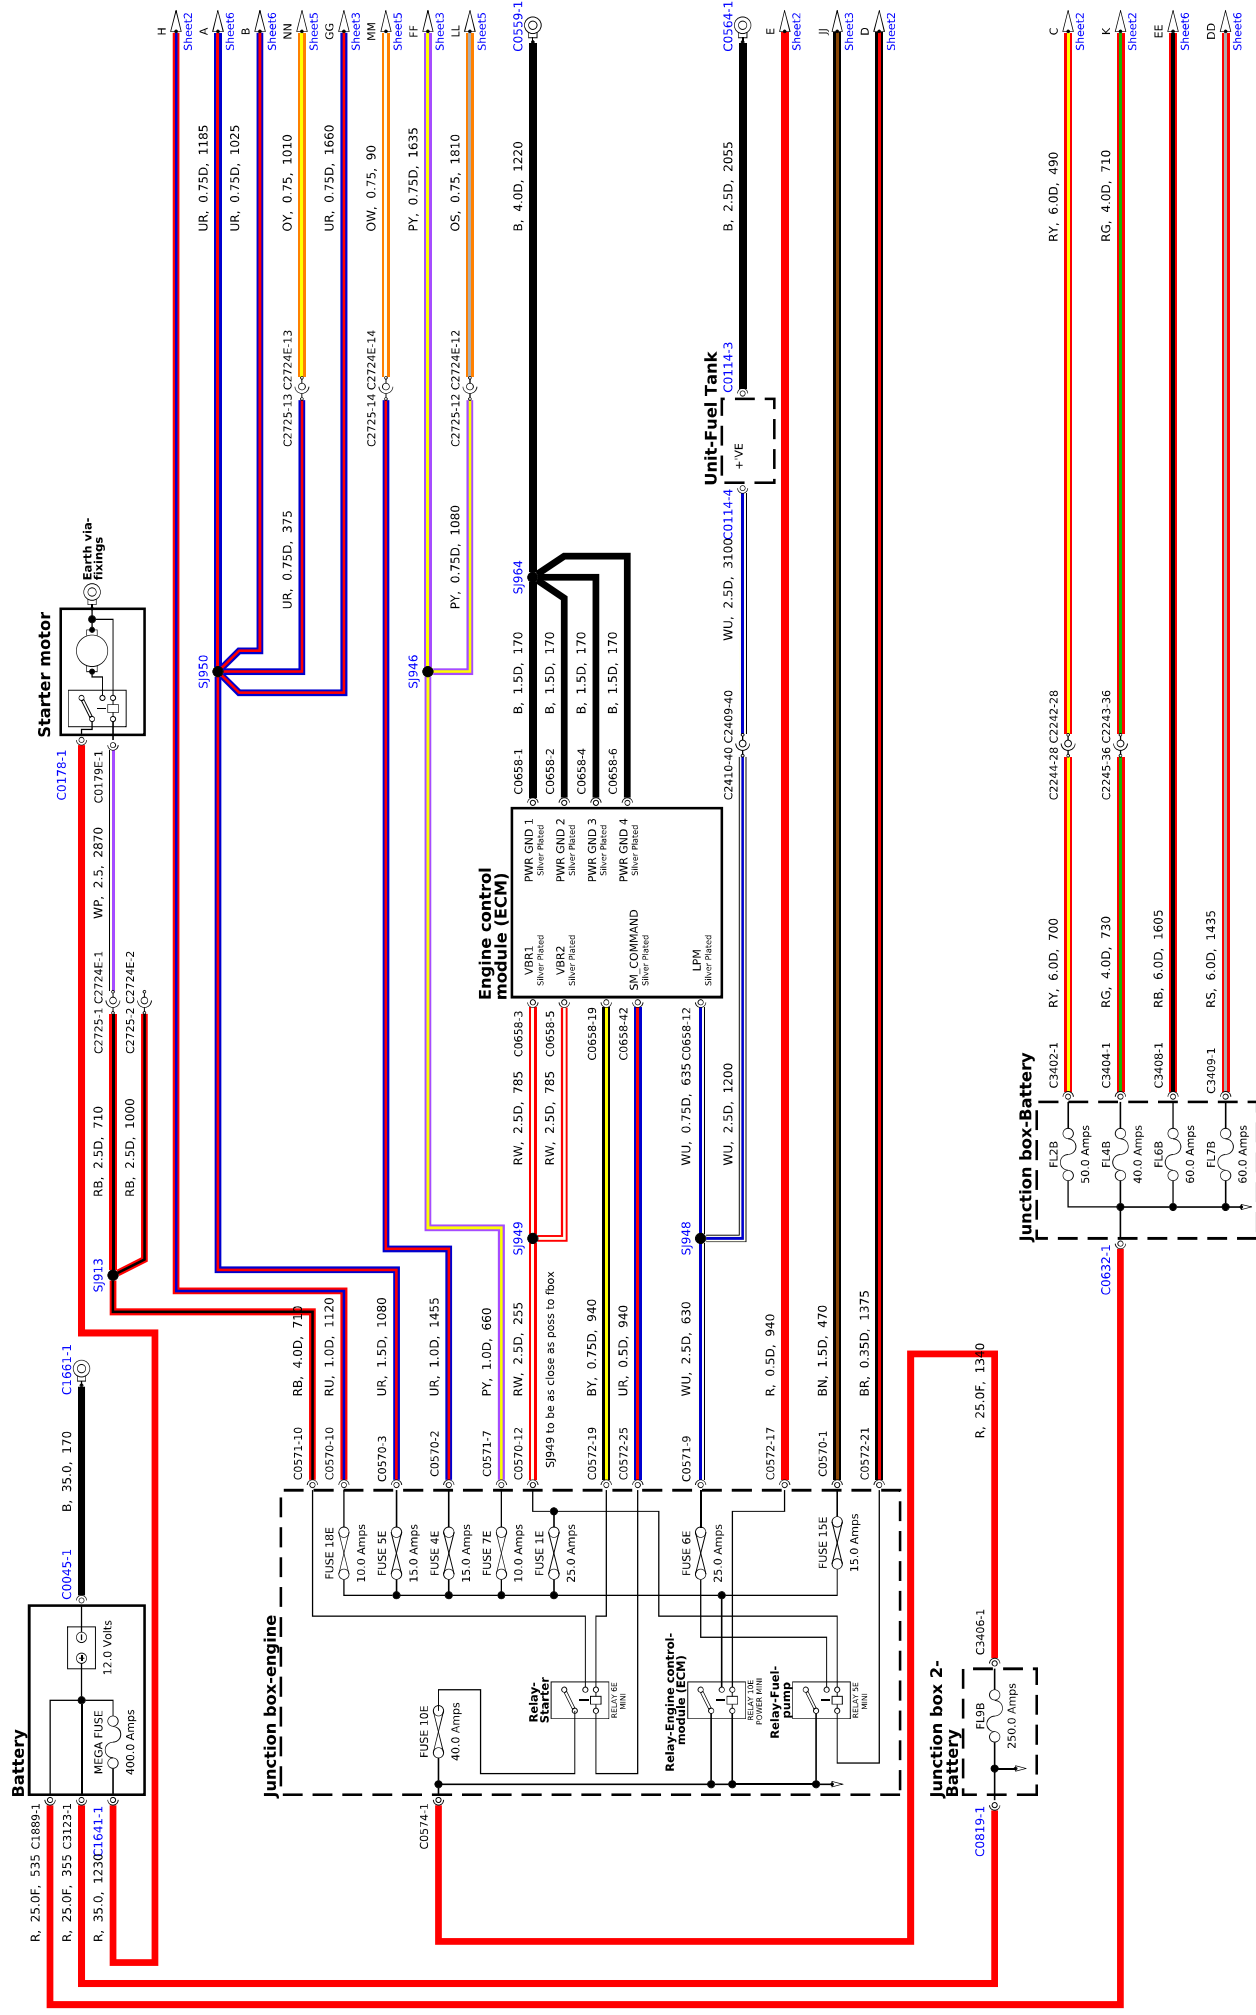 H
Sheet2
A
Sheet6
B
Sheet6
NN
Sheet5
GG
Sheet3
MM
Sheet5
FF
Sheet3
LL
Sheet5
C0559-1
C0564-1
E
Sheet2
JJ
Sheet3
D
Sheet2
C
Sheet2
K
Sheet2
EE
Sheet6
DD
Sheet6
UR, 0.75D, 1185
UR, 0.75D, 1025
OY, 0.75, 1010
UR, 0.75D, 1660
OW, 0.75, 90
PY, 0.75D, 1635
OS, 0.75, 1810
B, 4.0D, 1220
B, 2.5D, 2055
RY, 6.0D, 490
RG, 4.0D, 710
C2725-13 C2724E-13
C2725-14 C2724E-14
C2725-12 C2724E-12
C0114-3
Unit-Fuel Tank
+'VE
C0114-4
UR, 0.75D, 375
PY, 0.75D, 1080
WU, 2.5D, 3100
Earth via-
fixings
Starter motor
SJ950
SJ946
SJ964
B, 1.5D, 170
B, 1.5D, 170
B, 1.5D, 170
B, 1.5D, 170
C0178-1
C0179E-1
C0658-1
C0658-2
C0658-4
C0658-6
C2410-40 C2409-40
C2244-28 C2242-28
C2245-36 C2243-36
WP, 2.5, 2870
Engine control
module (ECM)
PWR GND 1
Silver Plated
PWR GND 2
Silver Plated
PWR GND 3
Silver Plated
PWR GND 4
Silver Plated
VBR1
Silver Plated
VBR2
Silver Plated
SM_COMMAND
Silver Plated
LPM
Silver Plated
C2725-1 C2724E-1
C2725-2 C2724E-2
C0658-3
C0658-5
C0658-19
C0658-42
C0658-12
RY, 6.0D, 700
RG, 4.0D, 730
RB, 6.0D, 1605
RS, 6.0D, 1435
C3402-1
C3404-1
C3408-1
C3409-1
RB, 2.5D, 710
RB, 2.5D, 1000
RW, 2.5D, 785
RW, 2.5D, 785
WU, 0.75D, 635
WU, 2.5D, 1200
Junction box-Battery
FL2B
50.0 Amps
FL4B
40.0 Amps
FL6B
60.0 Amps
FL7B
60.0 Amps
C0632-1
SJ913
SJ949
SJ948
RB, 4.0D, 710
RU, 1.0D, 1120
UR, 1.5D, 1080
UR, 1.0D, 1455
PY, 1.0D, 660
RW, 2.5D, 255
SJ949 to be as close as poss to fbox
BY, 0.75D, 940
UR, 0.5D, 940
WU, 2.5D, 630
R, 0.5D, 940
BN, 1.5D, 470
BR, 0.35D, 1375
R, 25.0F, 1340
C1661-1
B, 35.0, 170
C0045-1
C0571-10
C0570-10
C0570-3
C0570-2
C0571-7
C0570-12
C0572-19
C0572-25
C0571-9
C0572-17
C0570-1
C0572-21
Junction box-engine
FUSE 18E
10.0 Amps
FUSE 5E
15.0 Amps
FUSE 4E
15.0 Amps
FUSE 7E
10.0 Amps
FUSE 1E
25.0 Amps
FUSE 6E
25.0 Amps
FUSE 15E
15.0 Amps
FUSE 10E
40.0 Amps
Relay-
Starter
RELAY 6E
MINI
Relay-Engine control-
module (ECM)
RELAY 10E
POWER MINI
Relay-Fuel-
pump
RELAY 5E
MINI
Battery
12.0 Volts
MEGA FUSE
400.0 Amps
Junction box 2-
Battery
C3406-1
FL9B
250.0 Amps
C0819-1
C0574-1
R, 25.0F, 535 C1889-1
R, 25.0F, 355 C3123-1
R, 35.0, 1230 C1641-1